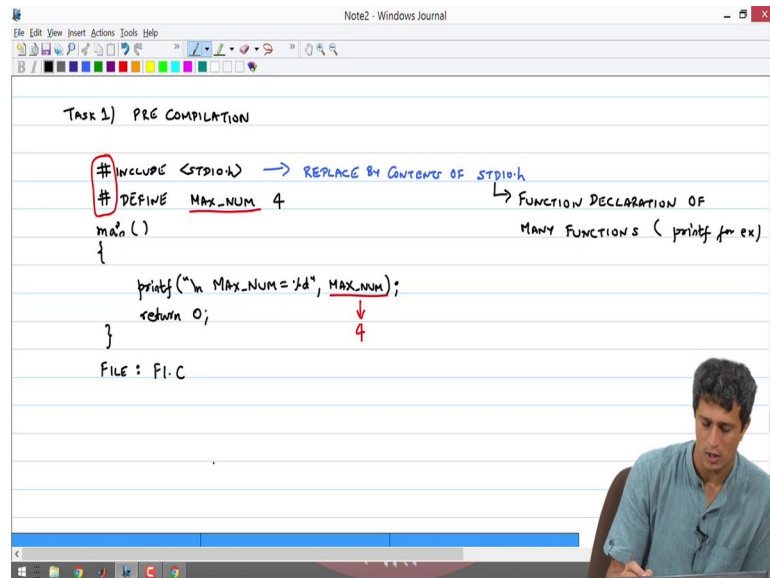 Note2 - Windows Journal
File Edit View Insert Actions Tools Help
B I
TASK 1) PRE COMPILATION
# INCLUDE <STDIO.h> → REPLACE BY CONTENTS OF STDIO.h
# DEFINE MAX_NUM 4
↳ FUNCTION DECLARATION OF
MANY FUNCTIONS ( printf for ex)
main ()
{
printf("\n MAX_NUM = %d", MAX_NUM);
return 0;
↓
4
}
FILE : F1.C